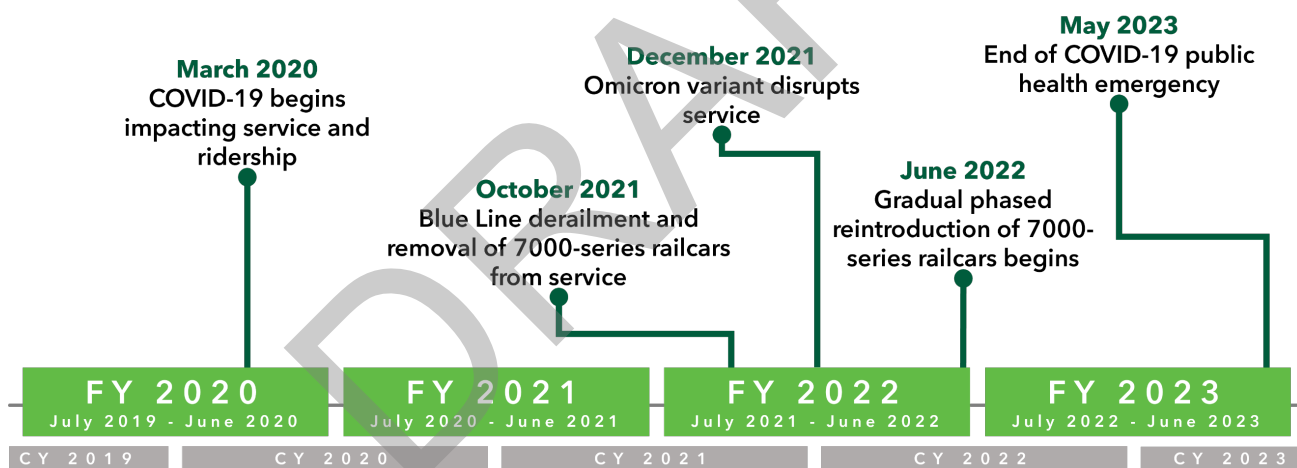 March 2020
COVID-19 begins
impacting service and
ridership
October 2021
Blue Line derailment and
removal of 7000-series railcars
from service
December 2021
Omicron variant disrupts
service
June 2022
Gradual phased
reintroduction of 7000-
series railcars begins
May 2023
End of COVID-19 public
health emergency
FY 2020
July 2019 - June 2020
FY 2021
July 2020 - June 2021
FY 2022
July 2021 - June 2022
FY 2023
July 2022 - June 2023
CY 2019
CY 2020
CY 2021
CY 2022
CY 2023
DRA